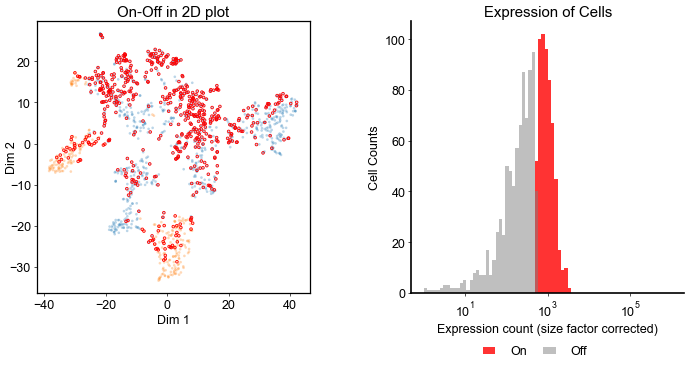 On-Off in 2D plot
Dim 2
20
10
0
−10
−20
−30
−40
−20
0
20
40
Dim 1
Expression of Cells
Cell Counts
100
80
60
40
20
0
10^1
10^3
10^5
Expression count (size factor corrected)
On
Off